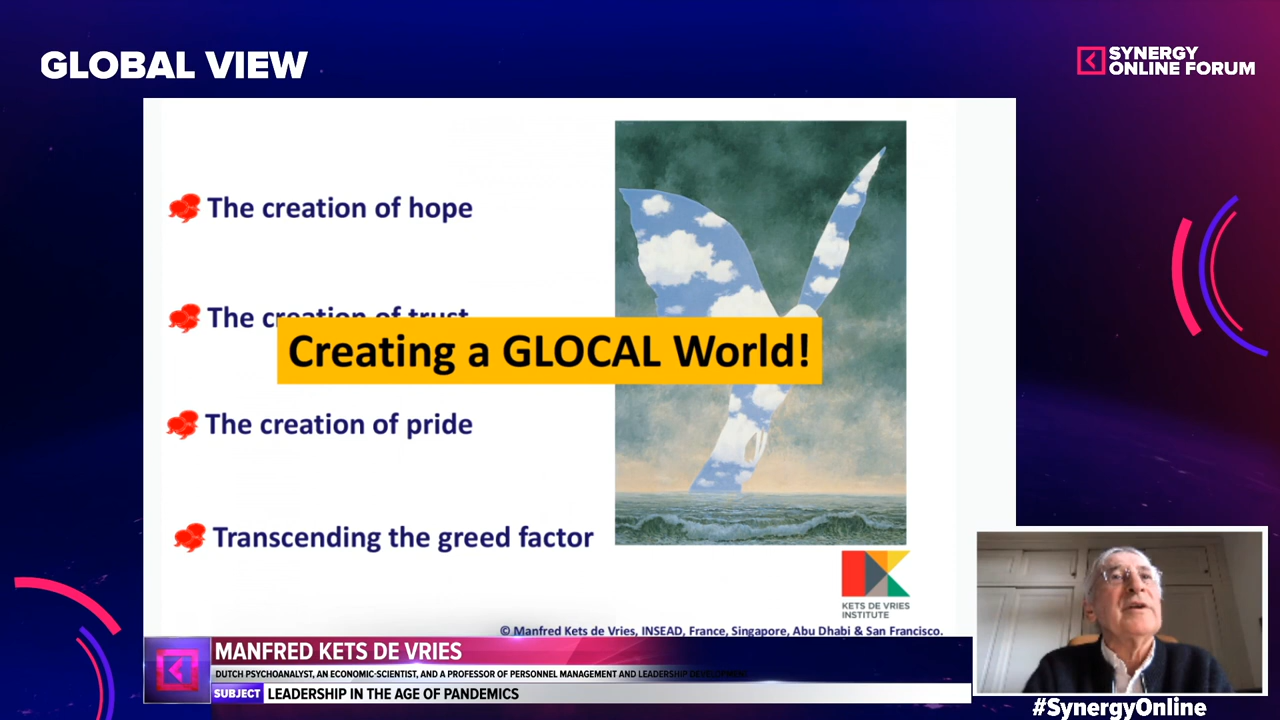 GLOBAL VIEW
SYNERGY
ONLINE FORUM
The creation of hope
The creation of trust
Creating a GLOCAL World!
The creation of pride
Transcending the greed factor
KETS DE VRIES
INSTITUTE
© Manfred Kets de Vries, INSEAD, France, Singapore, Abu Dhabi & San Francisco.
MANFRED KETS DE VRIES
DUTCH PSYCHOANALYST, AN ECONOMIC-SCIENTIST, AND A PROFESSOR OF PERSONNEL MANAGEMENT AND LEADERSHIP DEVELOPMENT
SUBJECT LEADERSHIP IN THE AGE OF PANDEMICS
#SynergyOnline